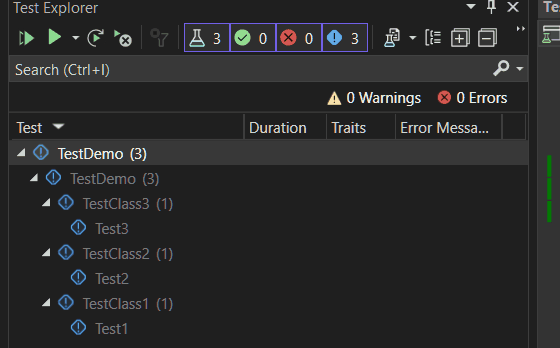 Test Explorer
3 0 0 3
Search (Ctrl+I)
0 Warnings 0 Errors
Test Duration Traits Error Messa...
TestDemo (3)
TestDemo (3)
TestClass3 (1)
Test3
TestClass2 (1)
Test2
TestClass1 (1)
Test1
Te